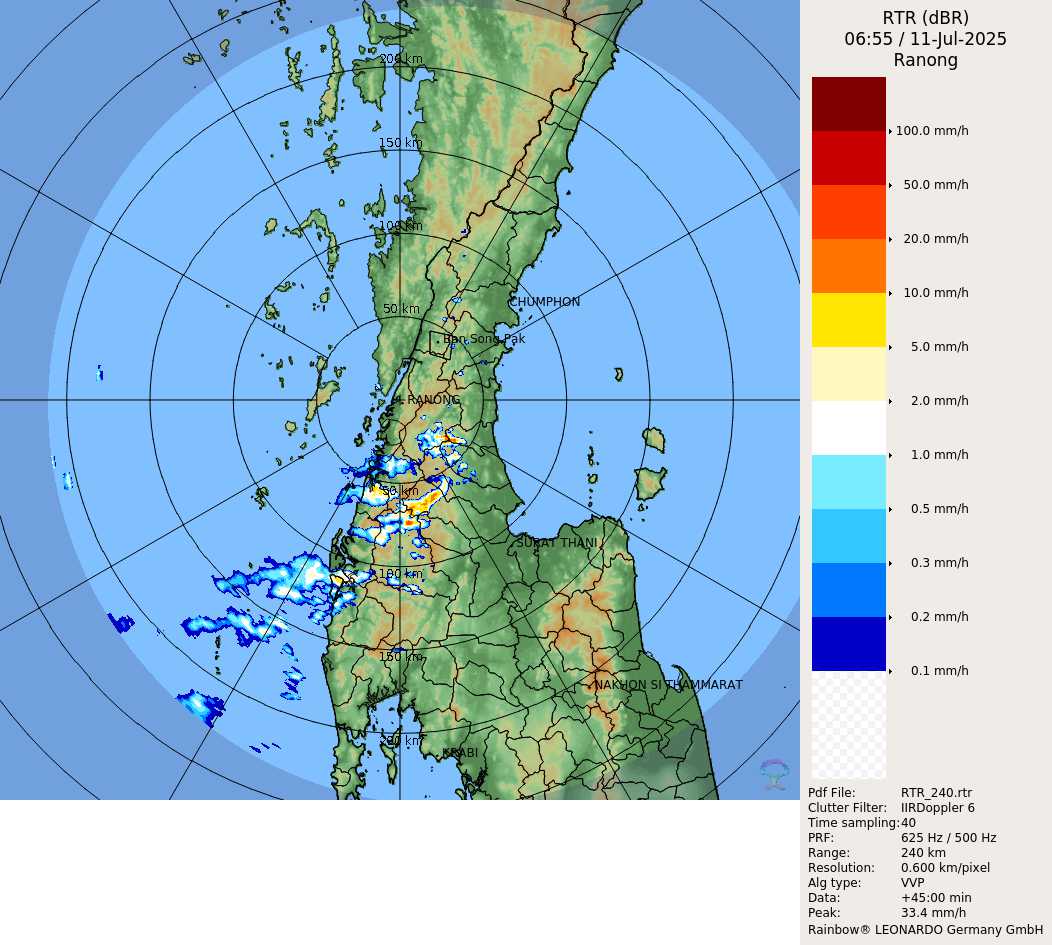 RTR (dBR)
06:55 / 11-Jul-2025
Ranong
200 km
150 km
100 km
50 km
CHUMPHON
Ban Song Pak
RANONG
50 km
SURAT THANI
100 km
150 km
NAKHON SI THAMMARAT
200 km
KRABI
100.0 mm/h
50.0 mm/h
20.0 mm/h
10.0 mm/h
5.0 mm/h
2.0 mm/h
1.0 mm/h
0.5 mm/h
0.3 mm/h
0.2 mm/h
0.1 mm/h
Pdf File: RTR_240.rtr
Clutter Filter: IIRDoppler 6
Time sampling:40
PRF: 625 Hz / 500 Hz
Range: 240 km
Resolution: 0.600 km/pixel
Alg type: VVP
Data: +45:00 min
Peak: 33.4 mm/h
Rainbow® LEONARDO Germany GmbH